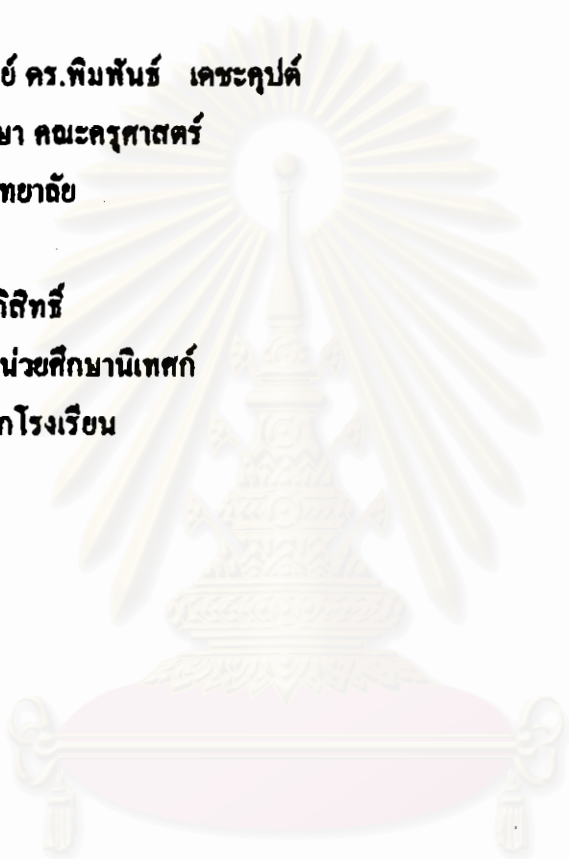 ย์ ดร.พิมพันธ์ เดชะคุปต์
ษา คณะครุศาสตร์
ทยาลัย
ภิสิทธิ์
น่วยศึกษานิเทศก์
กโรงเรียน